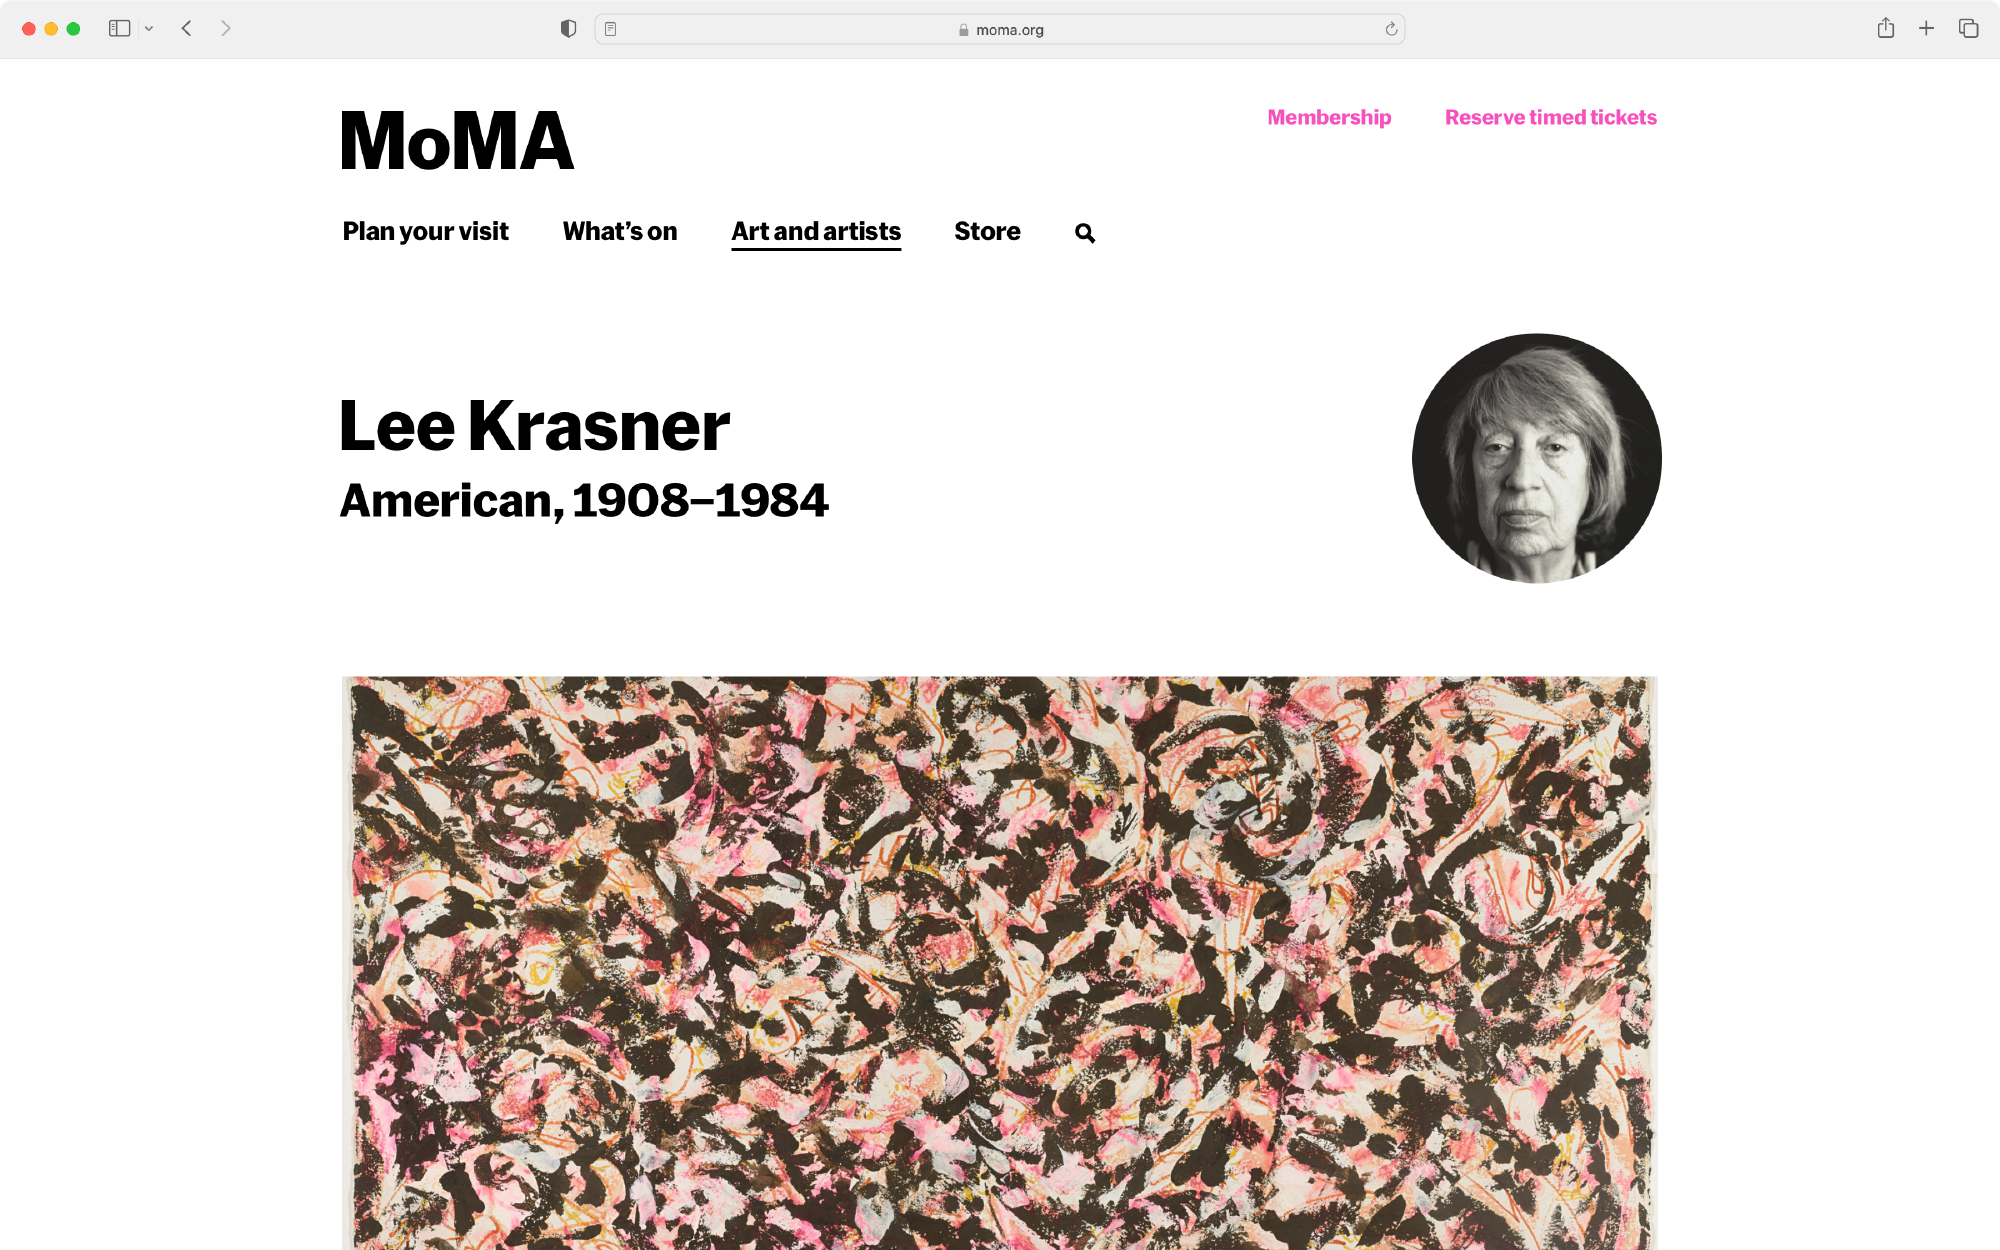 moma.org
MoMA
Membership
Reserve timed tickets
Plan your visit
What’s on
Art and artists
Store
Lee Krasner
American, 1908–1984